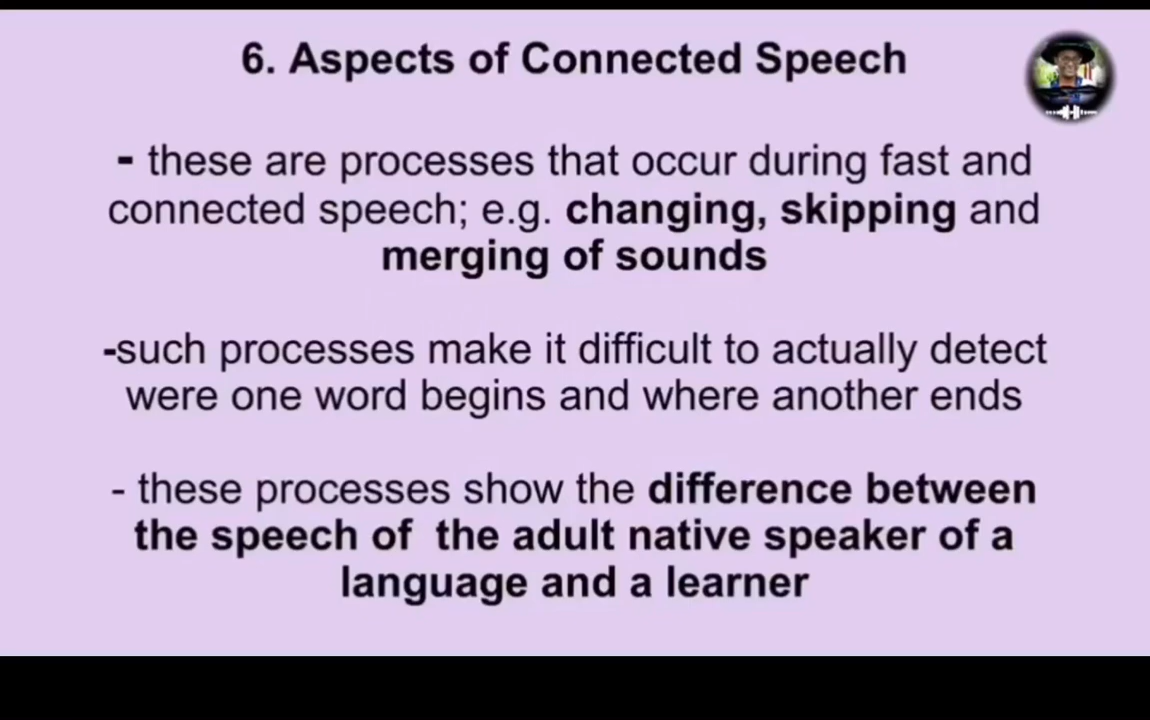 6. Aspects of Connected Speech
- these are processes that occur during fast and
connected speech; e.g. changing, skipping and
merging of sounds
-such processes make it difficult to actually detect
were one word begins and where another ends
- these processes show the difference between
the speech of  the adult native speaker of a
language and a learner